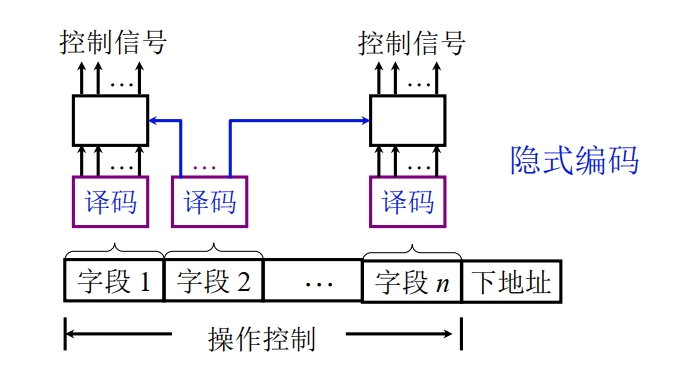 控制信号 控制信号
… …
… … …
隐式编码
译码 译码 译码
字段 1 字段 2 … 字段 n 下地址
操作控制